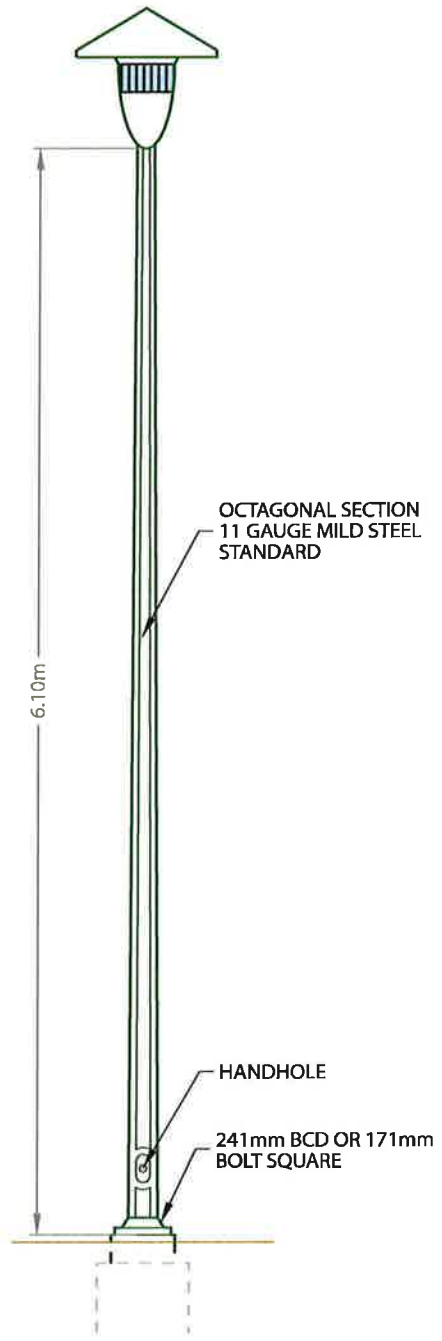 OCTAGONAL SECTION
11 GAUGE MILD STEEL
STANDARD
6.10m
HANDHOLE
241mm BCD OR 171mm
BOLT SQUARE